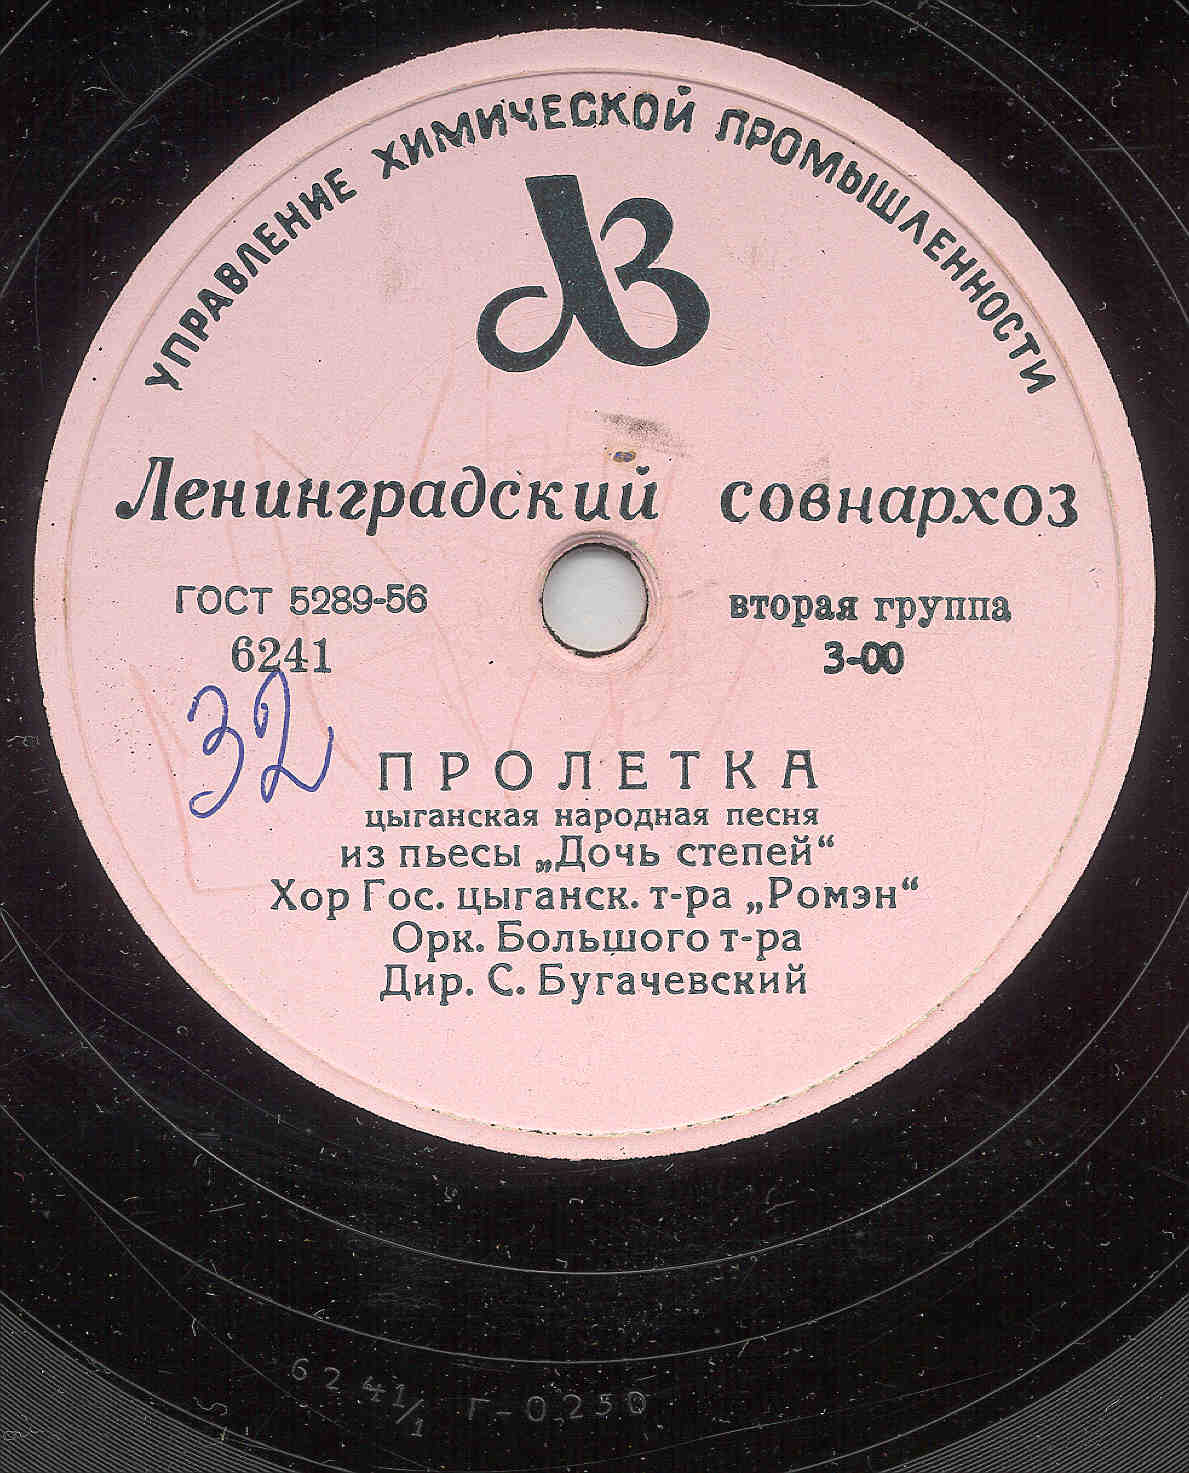 УПРАВЛЕНИЕ ХИМИЧЕСКОЙ ПРОМЫШЛЕННОСТИ
ЛЗ
Ленинградский совнархоз
ГОСТ 5289-56
6241
32
вторая группа
3-00
ПРОЛЕТКА
цыганская народная песня
из пьесы „Дочь степей“
Хор Гос. цыганск. т-ра „Ромэн“
Орк. Большого т-ра
Дир. С. Бугачевский
6241/1 Г-0250